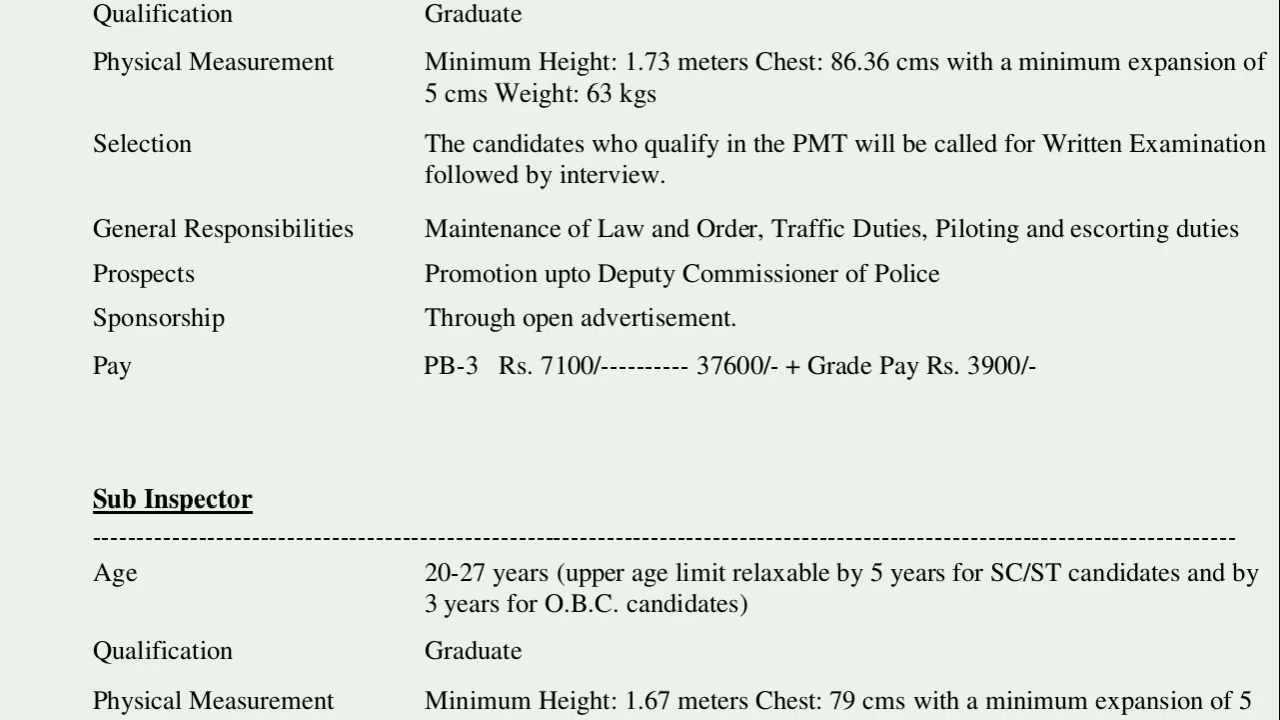 Qualification Graduate
Physical Measurement Minimum Height: 1.73 meters Chest: 86.36 cms with a minimum expansion of
5 cms Weight: 63 kgs
Selection The candidates who qualify in the PMT will be called for Written Examination
followed by interview.
General Responsibilities Maintenance of Law and Order, Traffic Duties, Piloting and escorting duties
Prospects Promotion upto Deputy Commissioner of Police
Sponsorship Through open advertisement.
Pay PB-3 Rs. 7100/---------- 37600/- + Grade Pay Rs. 3900/-
Sub Inspector
--------------------------------------------------------------------------------------------------------------------------------
Age 20-27 years (upper age limit relaxable by 5 years for SC/ST candidates and by
3 years for O.B.C. candidates)
Qualification Graduate
Physical Measurement Minimum Height: 1.67 meters Chest: 79 cms with a minimum expansion of 5